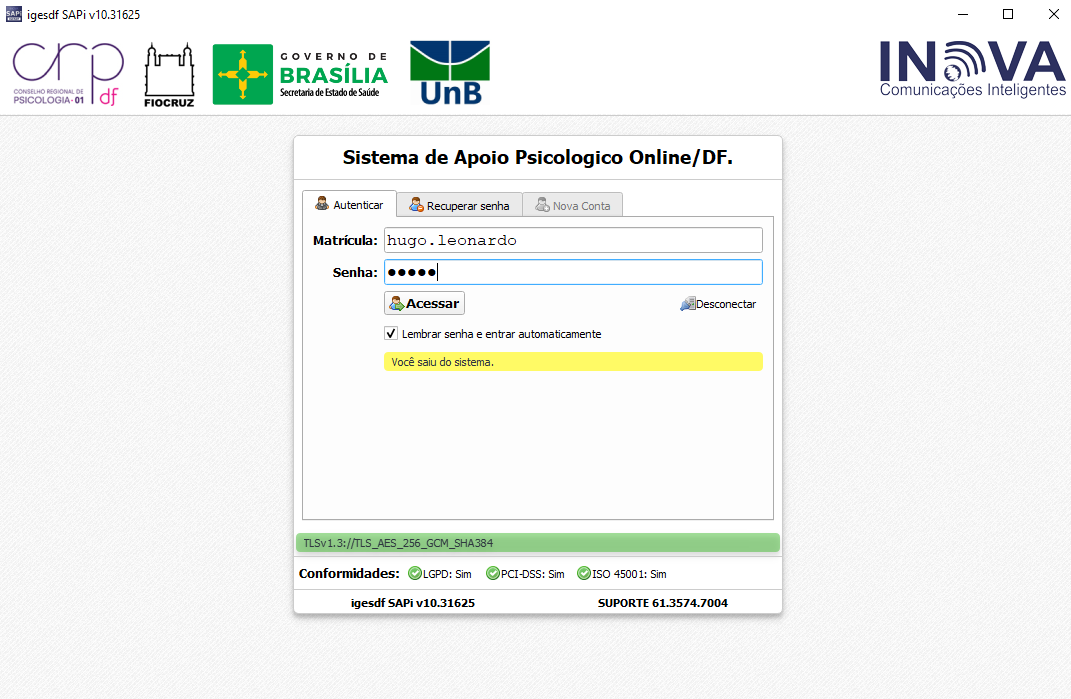 igesdf SAPi v10.31625
crp
CONSELHO REGIONAL DE
PSICOLOGIA·01 df
FIOCRUZ
GOVERNO DE
BRASÍLIA
Secretaria de Estado de Saúde
UnB
INOVA
Comunicações Inteligentes
Sistema de Apoio Psicologico Online/DF.
Autenticar Recuperar senha Nova Conta
Matrícula: hugo.leonardo
Senha: ●●●●●
Acessar Desconectar
Lembrar senha e entrar automaticamente
Você saiu do sistema.
TLSv1.3://TLS_AES_256_GCM_SHA384
Conformidades: LGPD: Sim PCI-DSS: Sim ISO 45001: Sim
igesdf SAPi v10.31625 SUPORTE 61.3574.7004